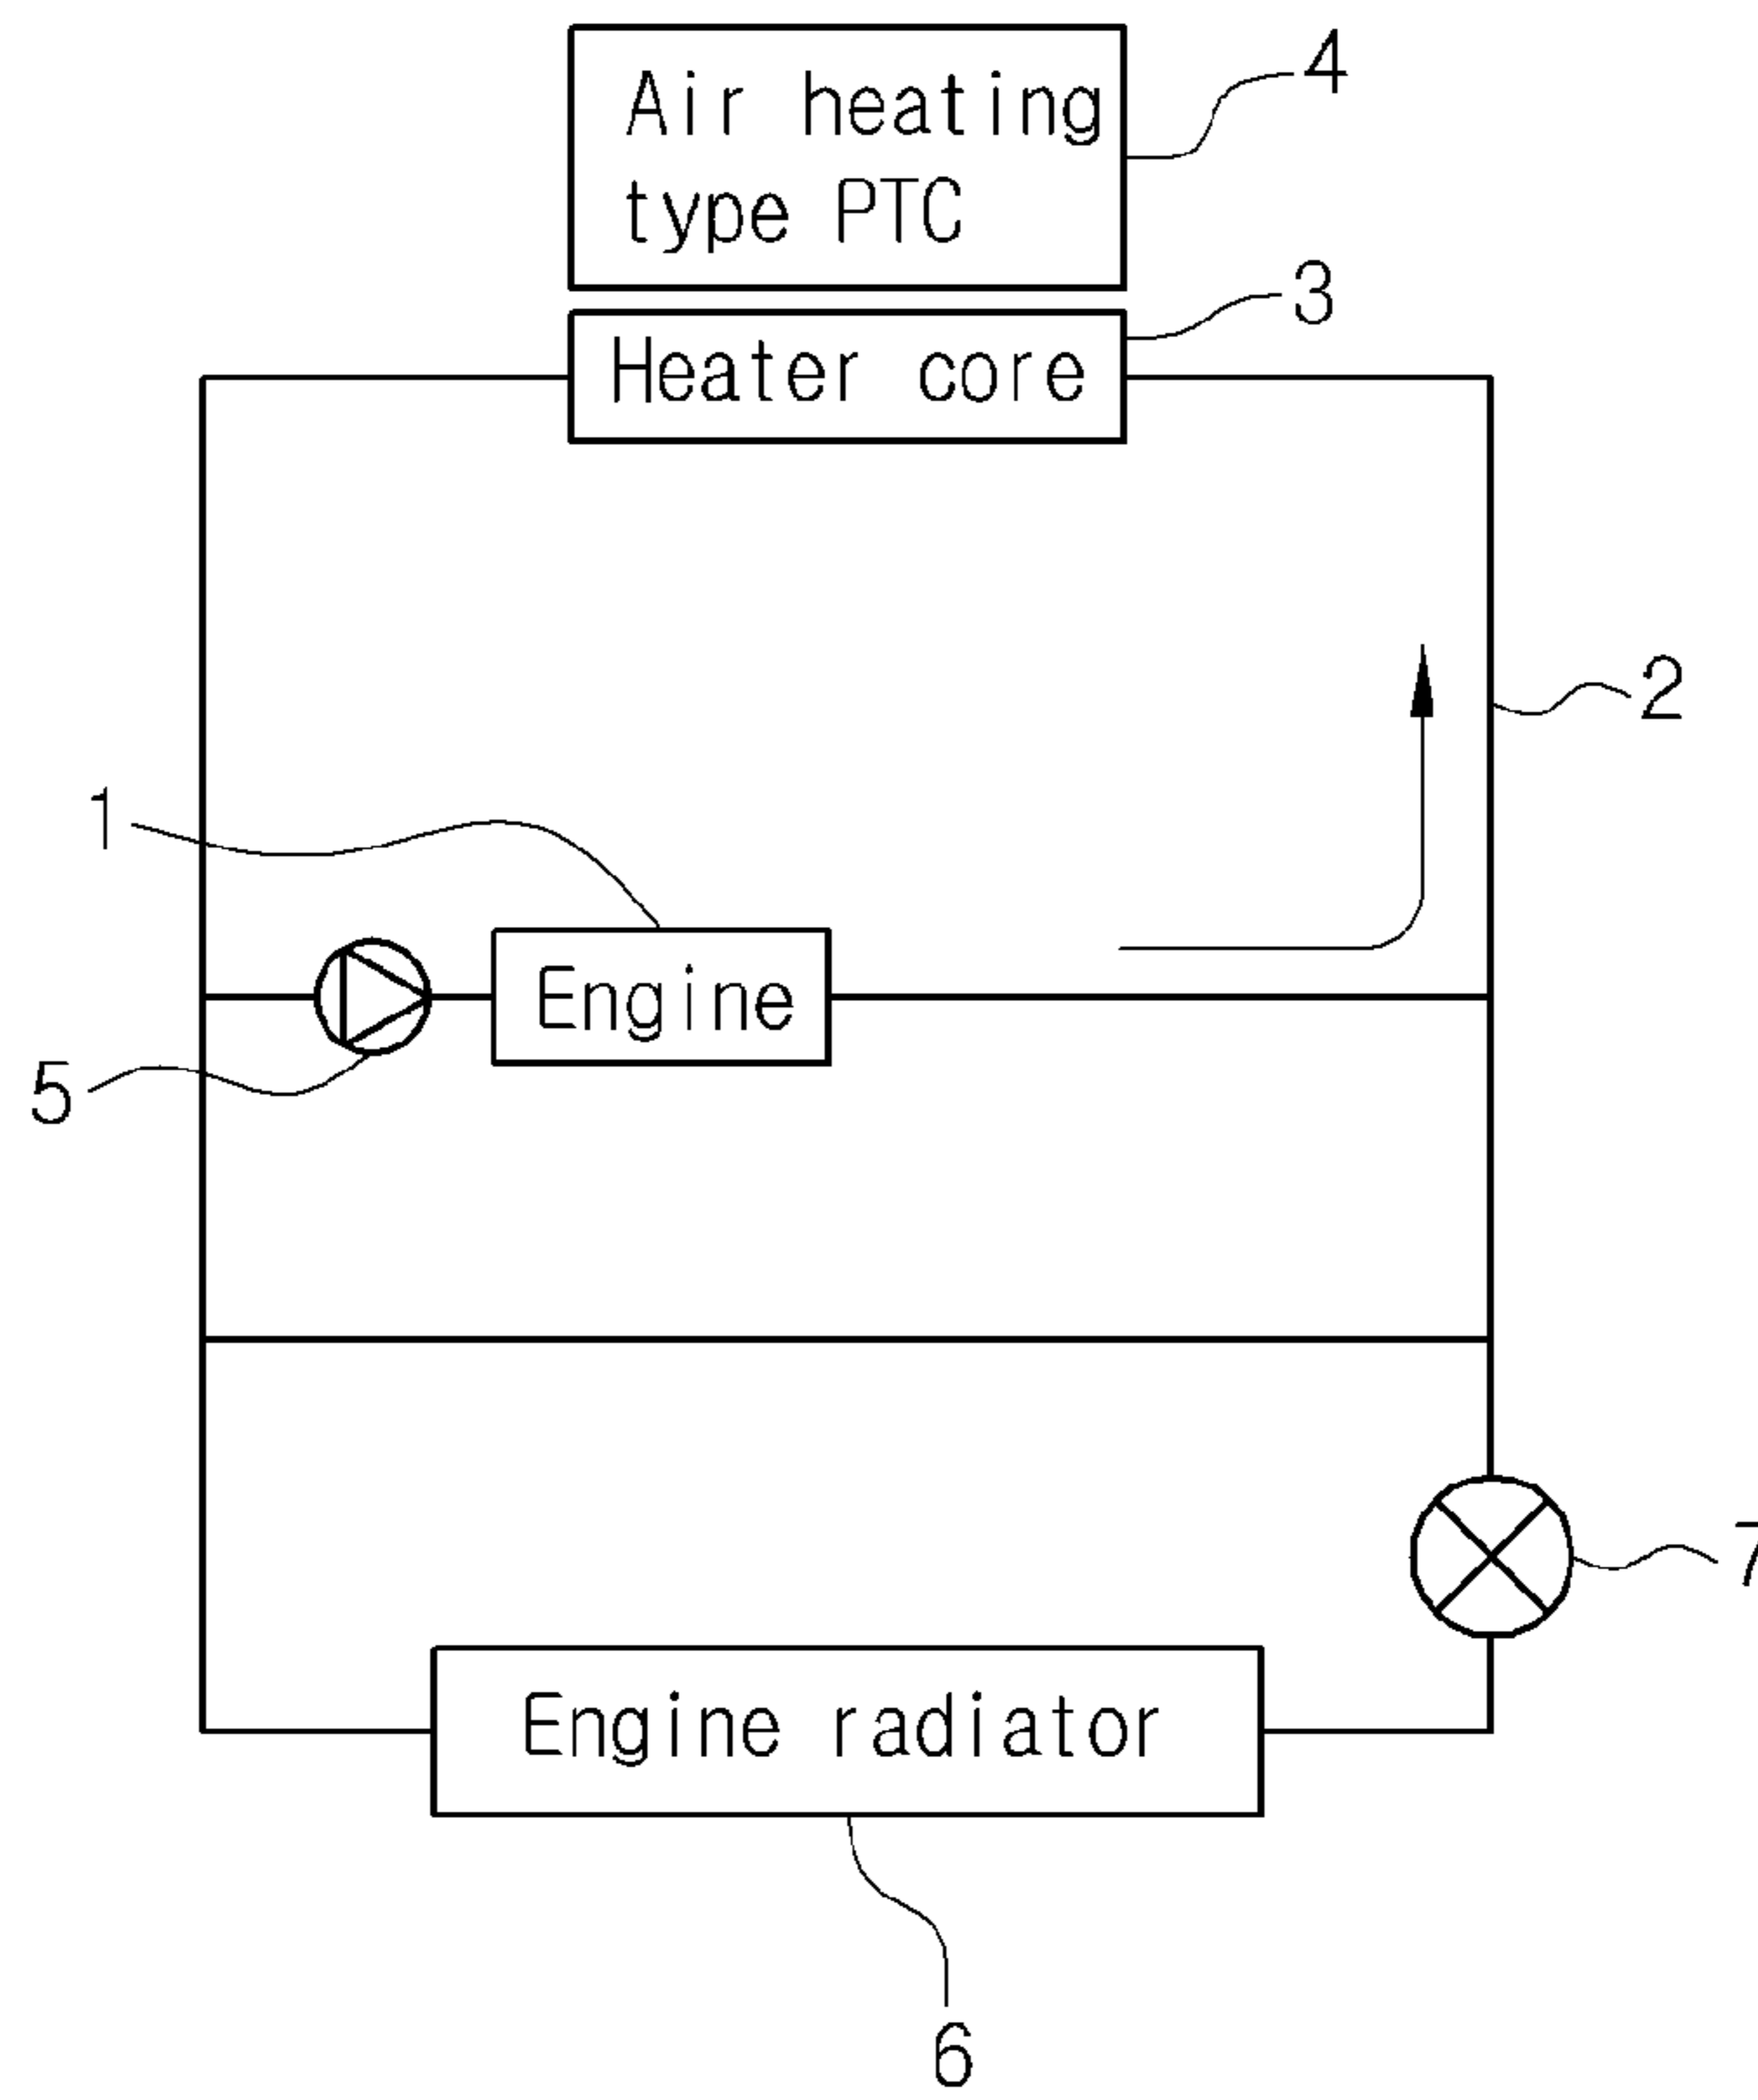 Air heating
type PTC
4
Heater core
3
2
1
Engine
5
7
Engine radiator
6